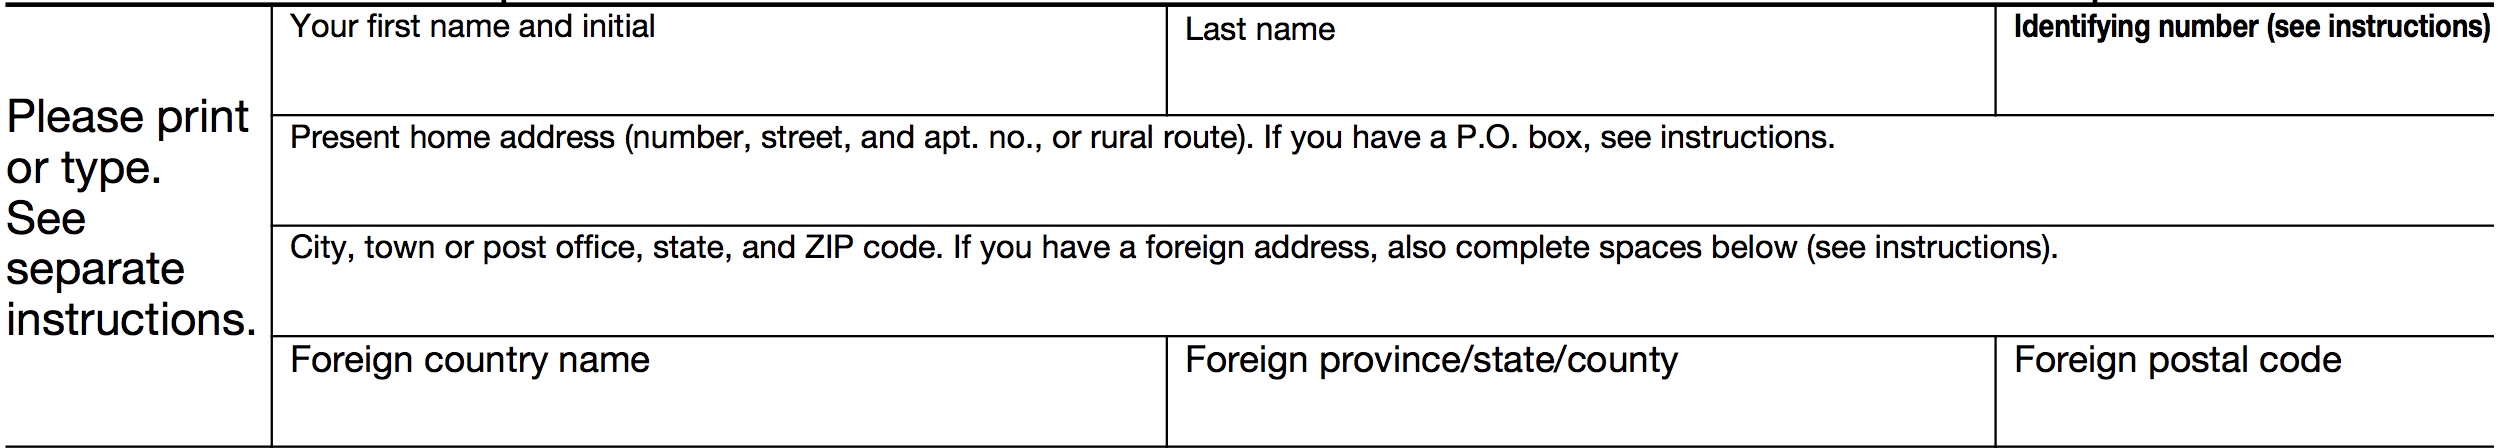 Please print
or type.
See
separate
instructions.
Your first name and initial
Last name
Identifying number (see instructions)
Present home address (number, street, and apt. no., or rural route). If you have a P.O. box, see instructions.
City, town or post office, state, and ZIP code. If you have a foreign address, also complete spaces below (see instructions).
Foreign country name
Foreign province/state/county
Foreign postal code